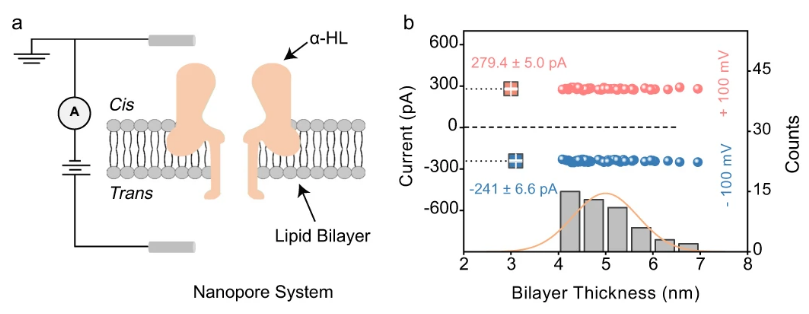 a
α-HL
A
Cis
Trans
Lipid Bilayer
Nanopore System
b
600
300
0
-300
-600
Current (pA)
279.4 ± 5.0 pA
-241 ± 6.6 pA
+ 100 mV
- 100 mV
45
30
15
0
Counts
2 3 4 5 6 7 8
Bilayer Thickness (nm)